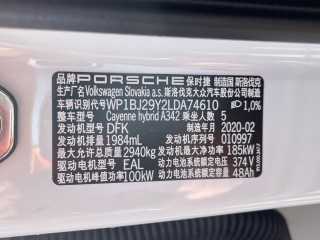 品牌 PORSCHE 保时捷 制造国 斯洛伐克
生产厂名 Volkswagen Slovakia a.s. 斯洛伐克大众汽车股份公司
车辆识别代号 WP1BJ29Y2LDA74610 1,0%
整车型号 Cayenne hybrid A342 乘坐人数 5
发动机型号 DFK 制造年月 2020-02
发动机排量 1984mL 序号 010997
最大允许总质量 2940kg 发动机最大净功率 185kW
驱动电机型号 EAL 动力电池系统额定电压 374V
驱动电机峰值功率 100kW 动力电池系统额定容量 48Ah